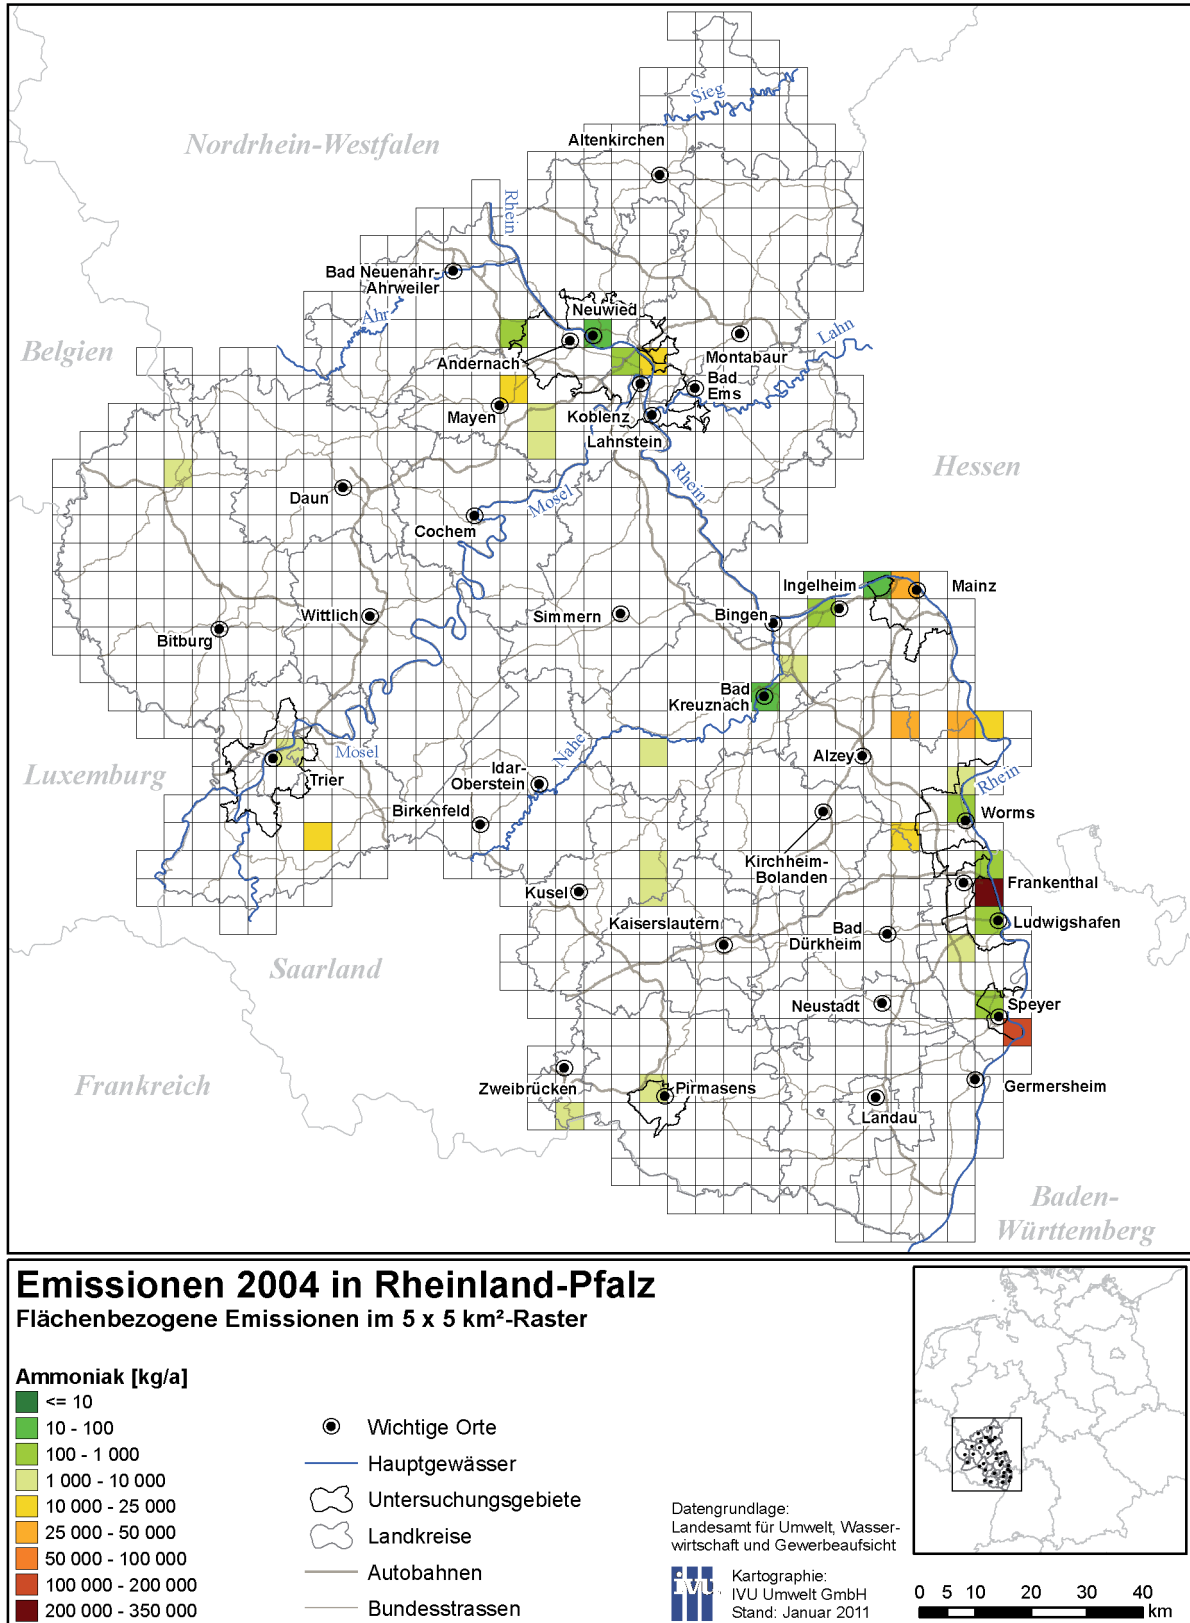 Sieg
Altenkirchen
Nordrhein-Westfalen
Rhein
Bad Neuenahr-
Ahrweiler
Ahr
Neuwied
Belgien
Andernach
Montabaur
Lahn
Bad
Ems
Mayen
Koblenz
Lahnstein
Hessen
Rhein
Daun
Mosel
Cochem
Ingelheim
Mainz
Wittlich
Simmern
Bingen
Bitburg
Bad
Kreuznach
Mosel
Nahe
Luxemburg
Trier
Idar-
Oberstein
Alzey
Rhein
Birkenfeld
Worms
Kirchheim-
Bolanden
Kusel
Frankenthal
Kaiserslautern
Bad
Dürkheim
Ludwigshafen
Saarland
Neustadt
Speyer
Frankreich
Zweibrücken
Pirmasens
Germersheim
Landau
Baden-
Württemberg
Emissionen 2004 in Rheinland-Pfalz
Flächenbezogene Emissionen im 5 x 5 km²-Raster
Ammoniak [kg/a]
<= 10
10 - 100
100 - 1 000
1 000 - 10 000
10 000 - 25 000
25 000 - 50 000
50 000 - 100 000
100 000 - 200 000
200 000 - 350 000
Wichtige Orte
Hauptgewässer
Untersuchungsgebiete
Landkreise
Autobahnen
Bundesstrassen
Datengrundlage:
Landesamt für Umwelt, Wasser-
wirtschaft und Gewerbeaufsicht
ivu
Kartographie:
IVU Umwelt GmbH
Stand: Januar 2011
0 5 10 20 30 40
km